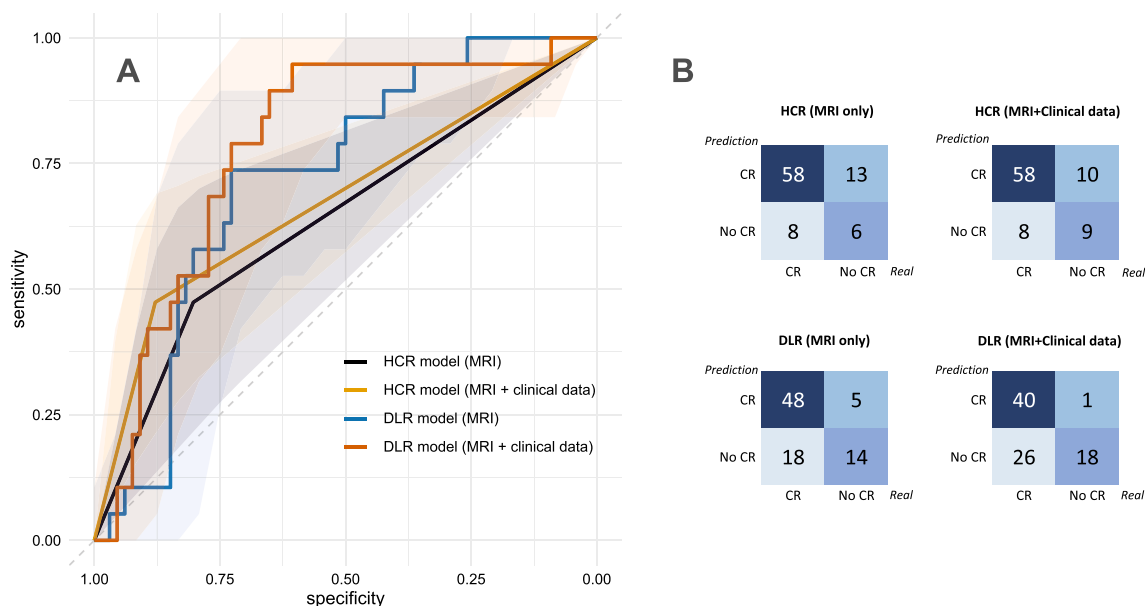 A
1.00
0.75
0.50
0.25
0.00
sensitivity
HCR model (MRI)
HCR model (MRI + clinical data)
DLR model (MRI)
DLR model (MRI + clinical data)
1.00 0.75 0.50 0.25 0.00
specificity
B
HCR (MRI only)
Prediction
CR 58 13
No CR 8 6
CR No CR Real
HCR (MRI+Clinical data)
Prediction
CR 58 10
No CR 8 9
CR No CR Real
DLR (MRI only)
Prediction
CR 48 5
No CR 18 14
CR No CR Real
DLR (MRI+Clinical data)
Prediction
CR 40 1
No CR 26 18
CR No CR Real